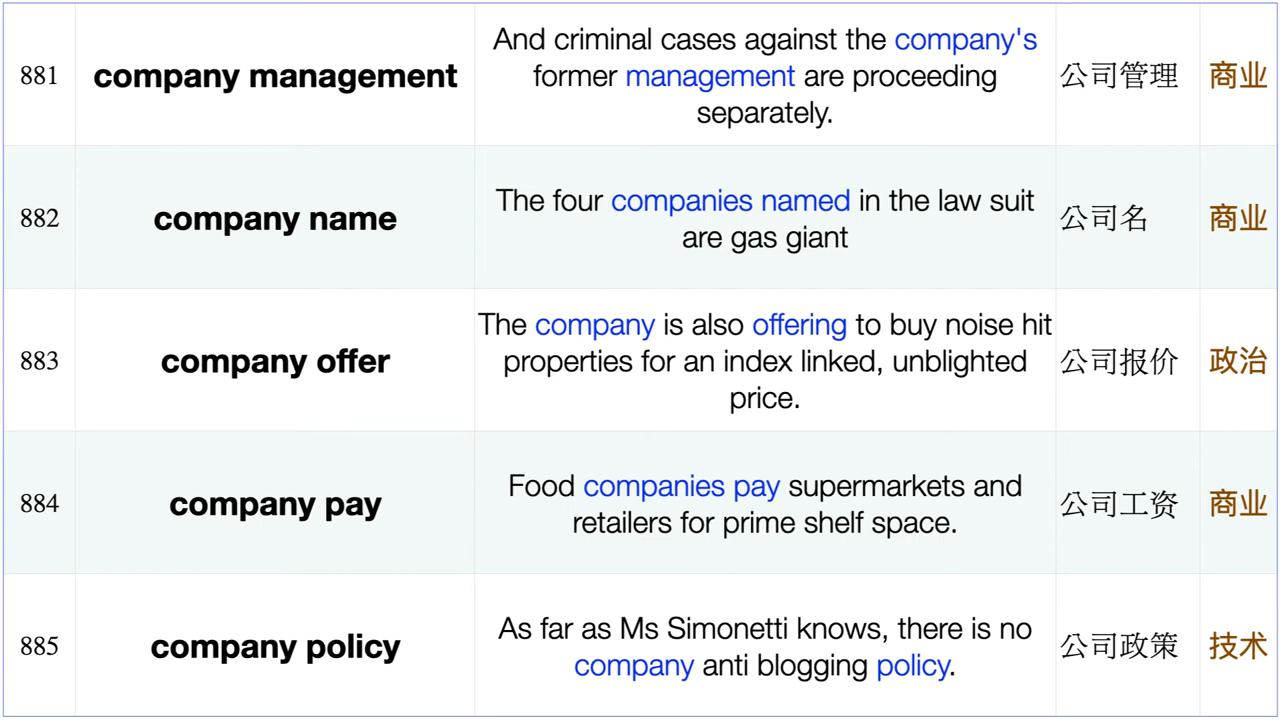 881
company management
And criminal cases against the company's
former management are proceeding
separately.
公司管理
商业
882
company name
The four companies named in the law suit
are gas giant
公司名
商业
883
company offer
The company is also offering to buy noise hit
properties for an index linked, unblighted
price.
公司报价
政治
884
company pay
Food companies pay supermarkets and
retailers for prime shelf space.
公司工资
商业
885
company policy
As far as Ms Simonetti knows, there is no
company anti blogging policy.
公司政策
技术